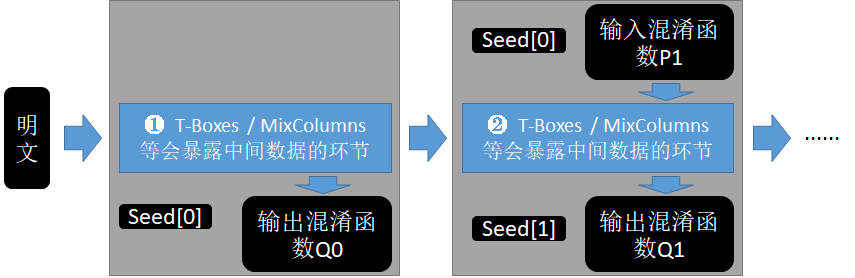 明
文
❶ T-Boxes / MixColumns
等会暴露中间数据的环节
Seed[0]
输出混淆函
数Q0
Seed[0]
输入混淆函
数P1
❷ T-Boxes / MixColumns
等会暴露中间数据的环节
Seed[1]
输出混淆函
数Q1
······